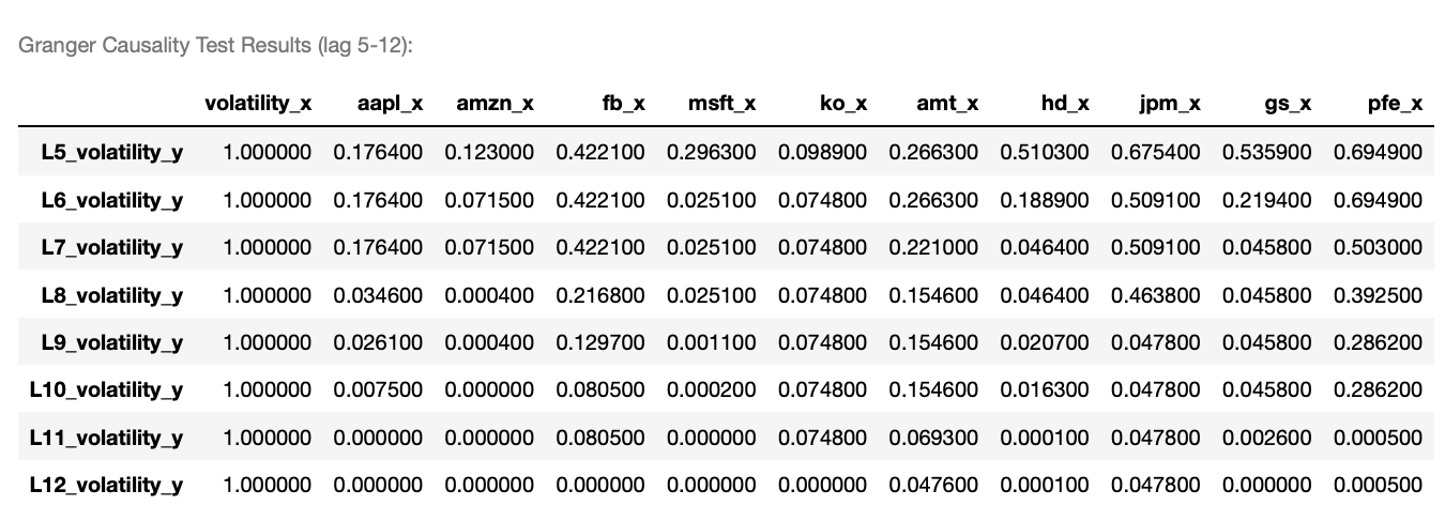 Granger Causality Test Results (lag 5-12):
volatility_x aapl_x amzn_x fb_x msft_x ko_x amt_x hd_x jpm_x gs_x pfe_x
L5_volatility_y 1.000000 0.176400 0.123000 0.422100 0.296300 0.098900 0.266300 0.510300 0.675400 0.535900 0.694900
L6_volatility_y 1.000000 0.176400 0.071500 0.422100 0.025100 0.074800 0.266300 0.188900 0.509100 0.219400 0.694900
L7_volatility_y 1.000000 0.176400 0.071500 0.422100 0.025100 0.074800 0.221000 0.046400 0.509100 0.045800 0.503000
L8_volatility_y 1.000000 0.034600 0.000400 0.216800 0.025100 0.074800 0.154600 0.046400 0.463800 0.045800 0.392500
L9_volatility_y 1.000000 0.026100 0.000400 0.129700 0.001100 0.074800 0.154600 0.020700 0.047800 0.045800 0.286200
L10_volatility_y 1.000000 0.007500 0.000000 0.080500 0.000200 0.074800 0.154600 0.016300 0.047800 0.045800 0.286200
L11_volatility_y 1.000000 0.000000 0.000000 0.080500 0.000000 0.074800 0.069300 0.000100 0.047800 0.002600 0.000500
L12_volatility_y 1.000000 0.000000 0.000000 0.000000 0.000000 0.000000 0.047600 0.000100 0.047800 0.000000 0.000500